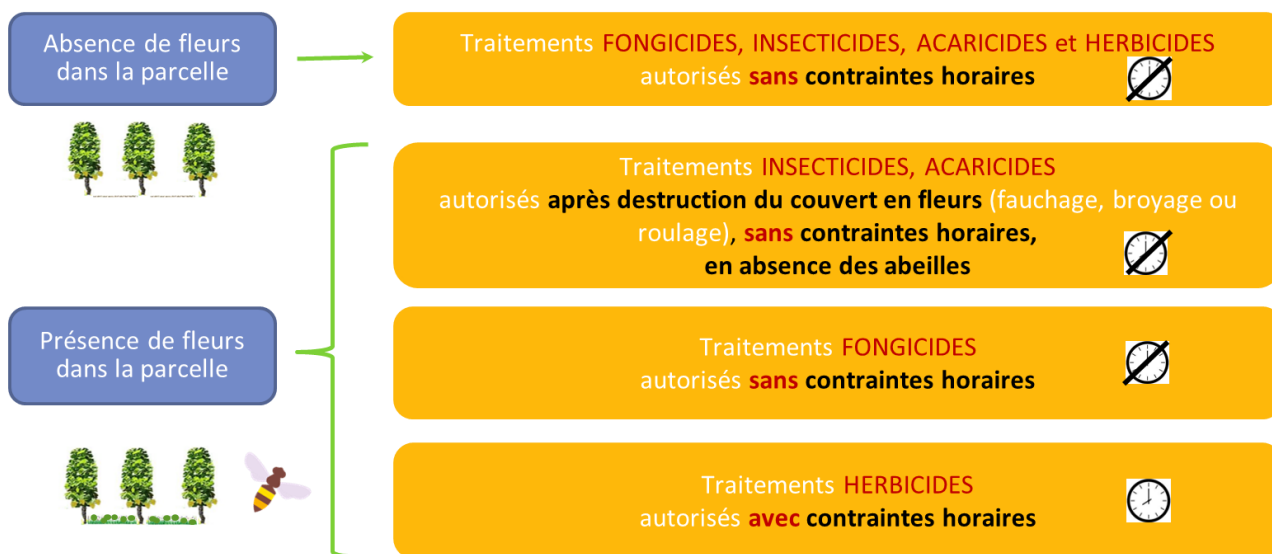 Absence de fleurs
dans la parcelle
Traitements FONGICIDES, INSECTICIDES, ACARICIDES et HERBICIDES
autorisés sans contraintes horaires
Traitements INSECTICIDES, ACARICIDES
autorisés après destruction du couvert en fleurs (fauchage, broyage ou
roulage), sans contraintes horaires,
en absence des abeilles
Présence de fleurs
dans la parcelle
Traitements FONGICIDES
autorisés sans contraintes horaires
Traitements HERBICIDES
autorisés avec contraintes horaires